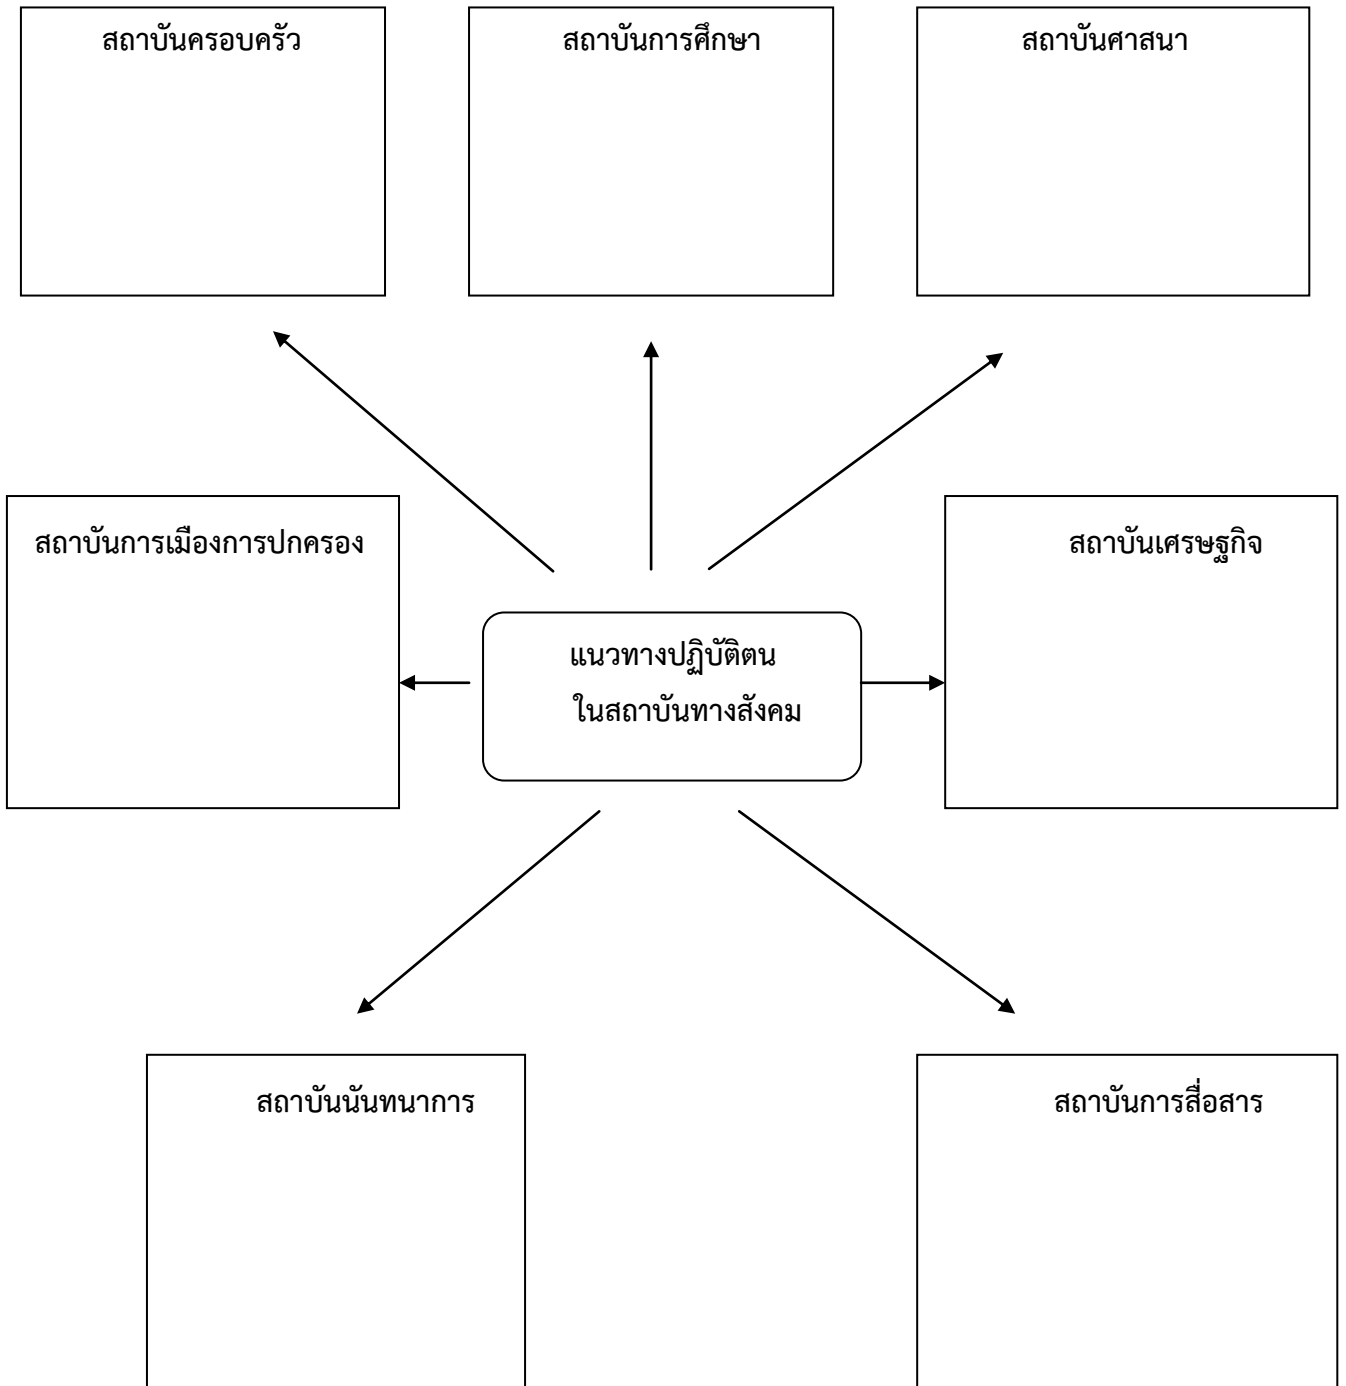 สถาบันครอบครัว
สถาบันการศึกษา
สถาบันศาสนา
สถาบันการเมืองการปกครอง
สถาบันเศรษฐกิจ
แนวทางปฏิบัติตน
ในสถาบันทางสังคม
สถาบันนันทนาการ
สถาบันการสื่อสาร